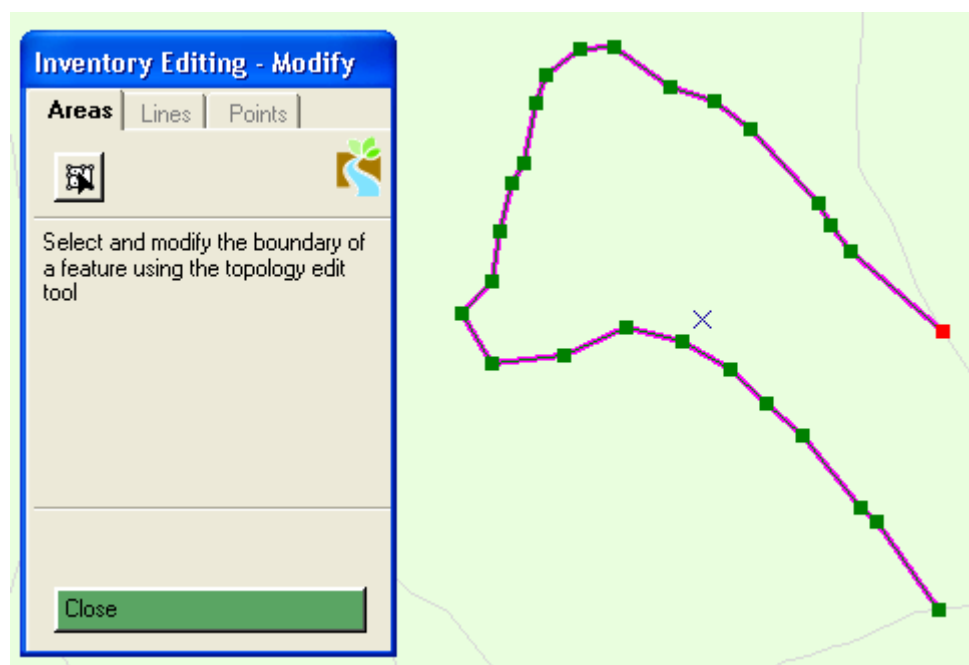 Inventory Editing - Modify
Areas
Lines
Points
Select and modify the boundary of
a feature using the topology edit
tool
Close